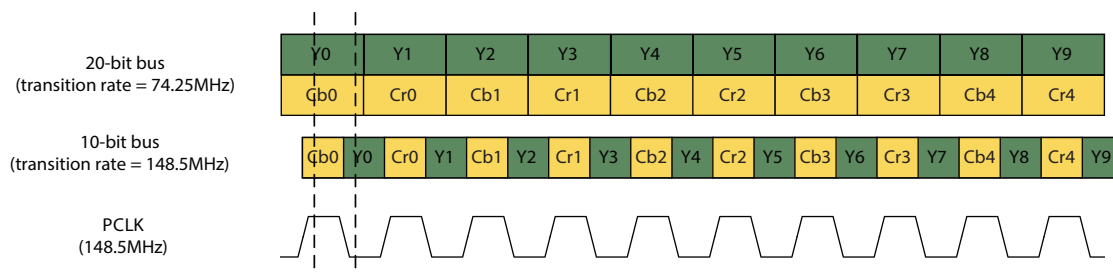 20-bit bus
(transition rate = 74.25MHz)
Y0 Y1 Y2 Y3 Y4 Y5 Y6 Y7 Y8 Y9
Cb0 Cr0 Cb1 Cr1 Cb2 Cr2 Cb3 Cr3 Cb4 Cr4
10-bit bus
(transition rate = 148.5MHz)
Cb0 Y0 Cr0 Y1 Cb1 Y2 Cr1 Y3 Cb2 Y4 Cr2 Y5 Cb3 Y6 Cr3 Y7 Cb4 Y8 Cr4 Y9
PCLK
(148.5MHz)